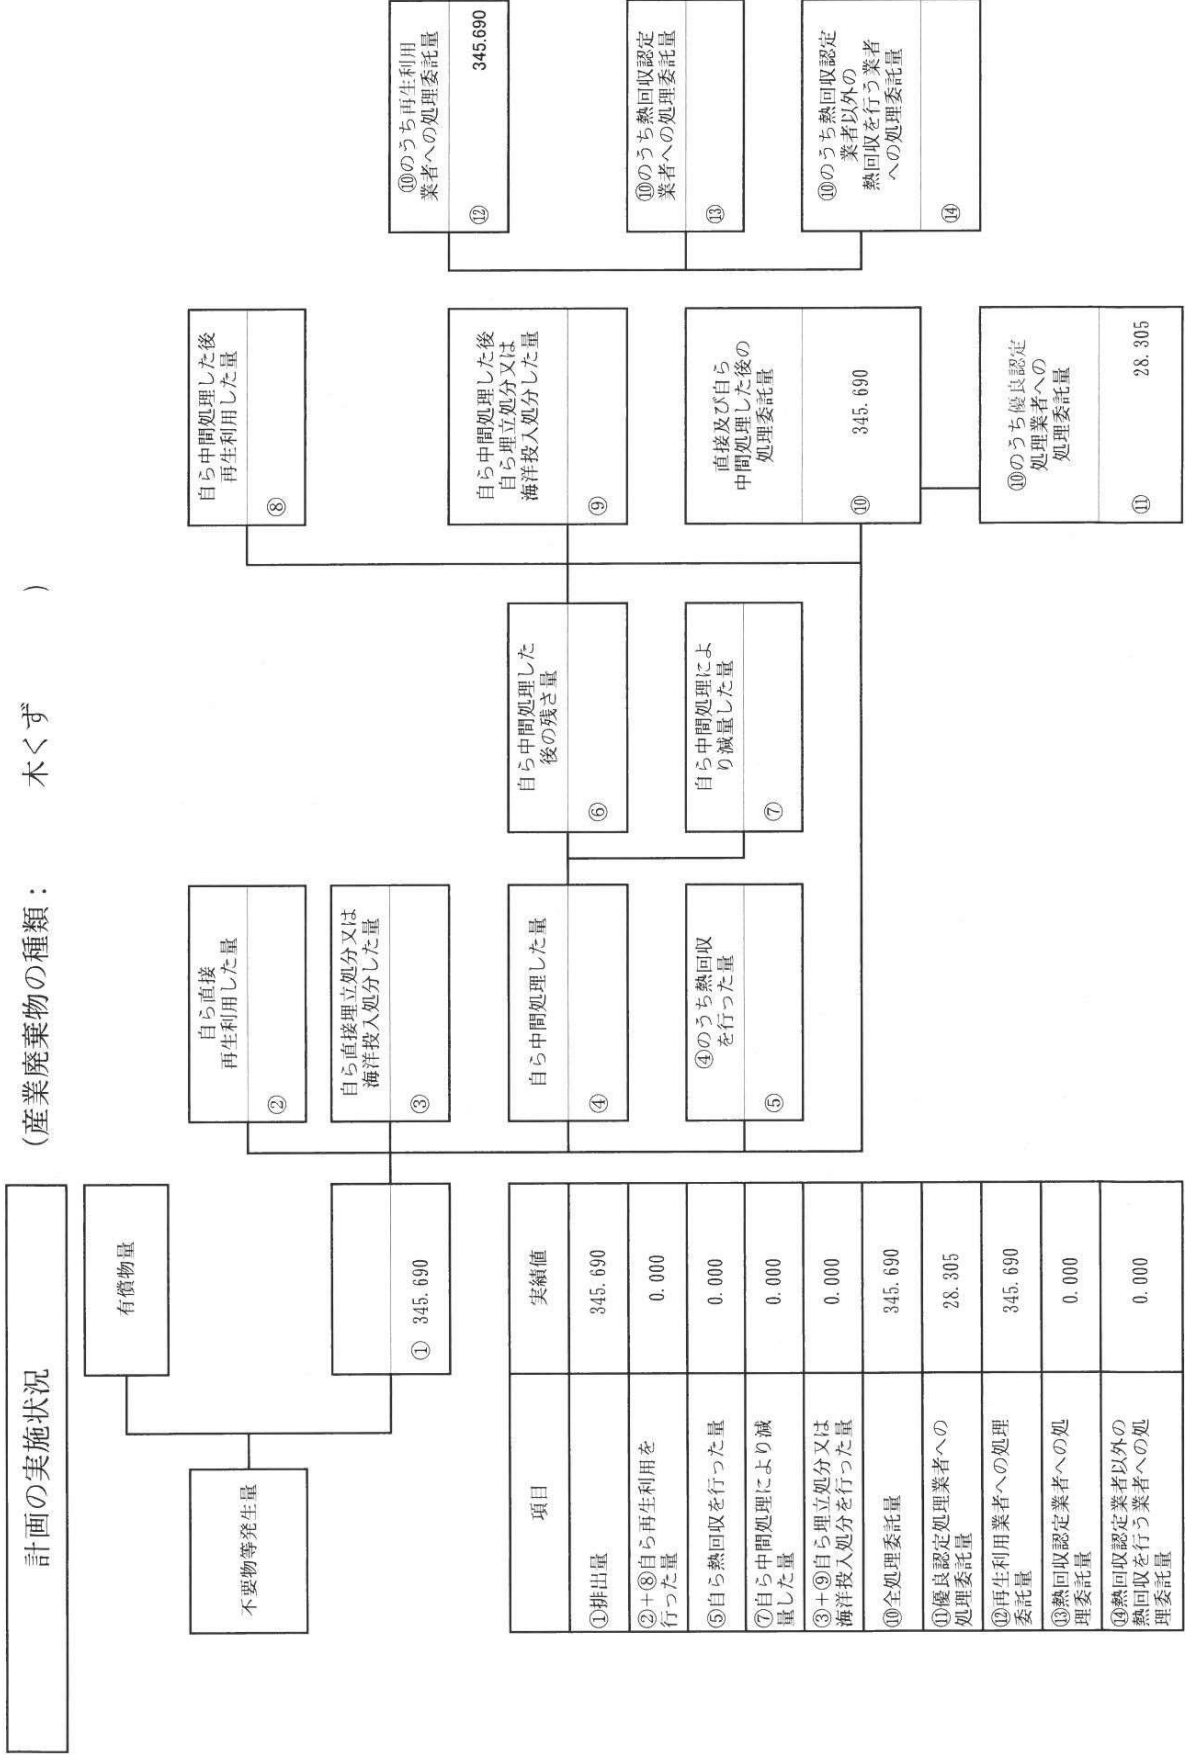 計画の実施状況
(産業廃棄物の種類： 木くず )
不要物等発生量
有償物量
① 345.690
自ら直接
再生利用した量
②
自ら直接埋立処分又は
海洋投入処分した量
③
自ら中間処理した量
④
④のうち熱回収
を行った量
⑤
自ら中間処理した
後の残さ量
⑥
自ら中間処理によ
り減量した量
⑦
自ら中間処理した後
再生利用した量
⑧
自ら中間処理した後
自ら埋立処分又は
海洋投入処分した量
⑨
直接及び自ら
中間処理した後の
処理委託量
⑩ 345.690
⑩のうち優良認定
処理業者への
処理委託量
⑪ 28.305
⑩のうち再生利用
業者への処理委託量
⑫ 345.690
⑩のうち熱回収認定
業者への処理委託量
⑬
⑩のうち熱回収認定
業者以外の
熱回収を行う業者
への処理委託量
⑭
項目 実績値
①排出量 345.690
②+⑧自ら再生利用を
行った量 0.000
⑤自ら熱回収を行った量 0.000
⑦自ら中間処理により減
量した量 0.000
③+⑨自ら埋立処分又は
海洋投入処分を行った量 0.000
⑩全処理委託量 345.690
⑪優良認定処理業者への
処理委託量 28.305
⑫再生利用業者への処理
委託量 345.690
⑬熱回収認定業者への処
理委託量 0.000
⑭熱回収認定業者以外の
熱回収を行う業者への処
理委託量 0.000